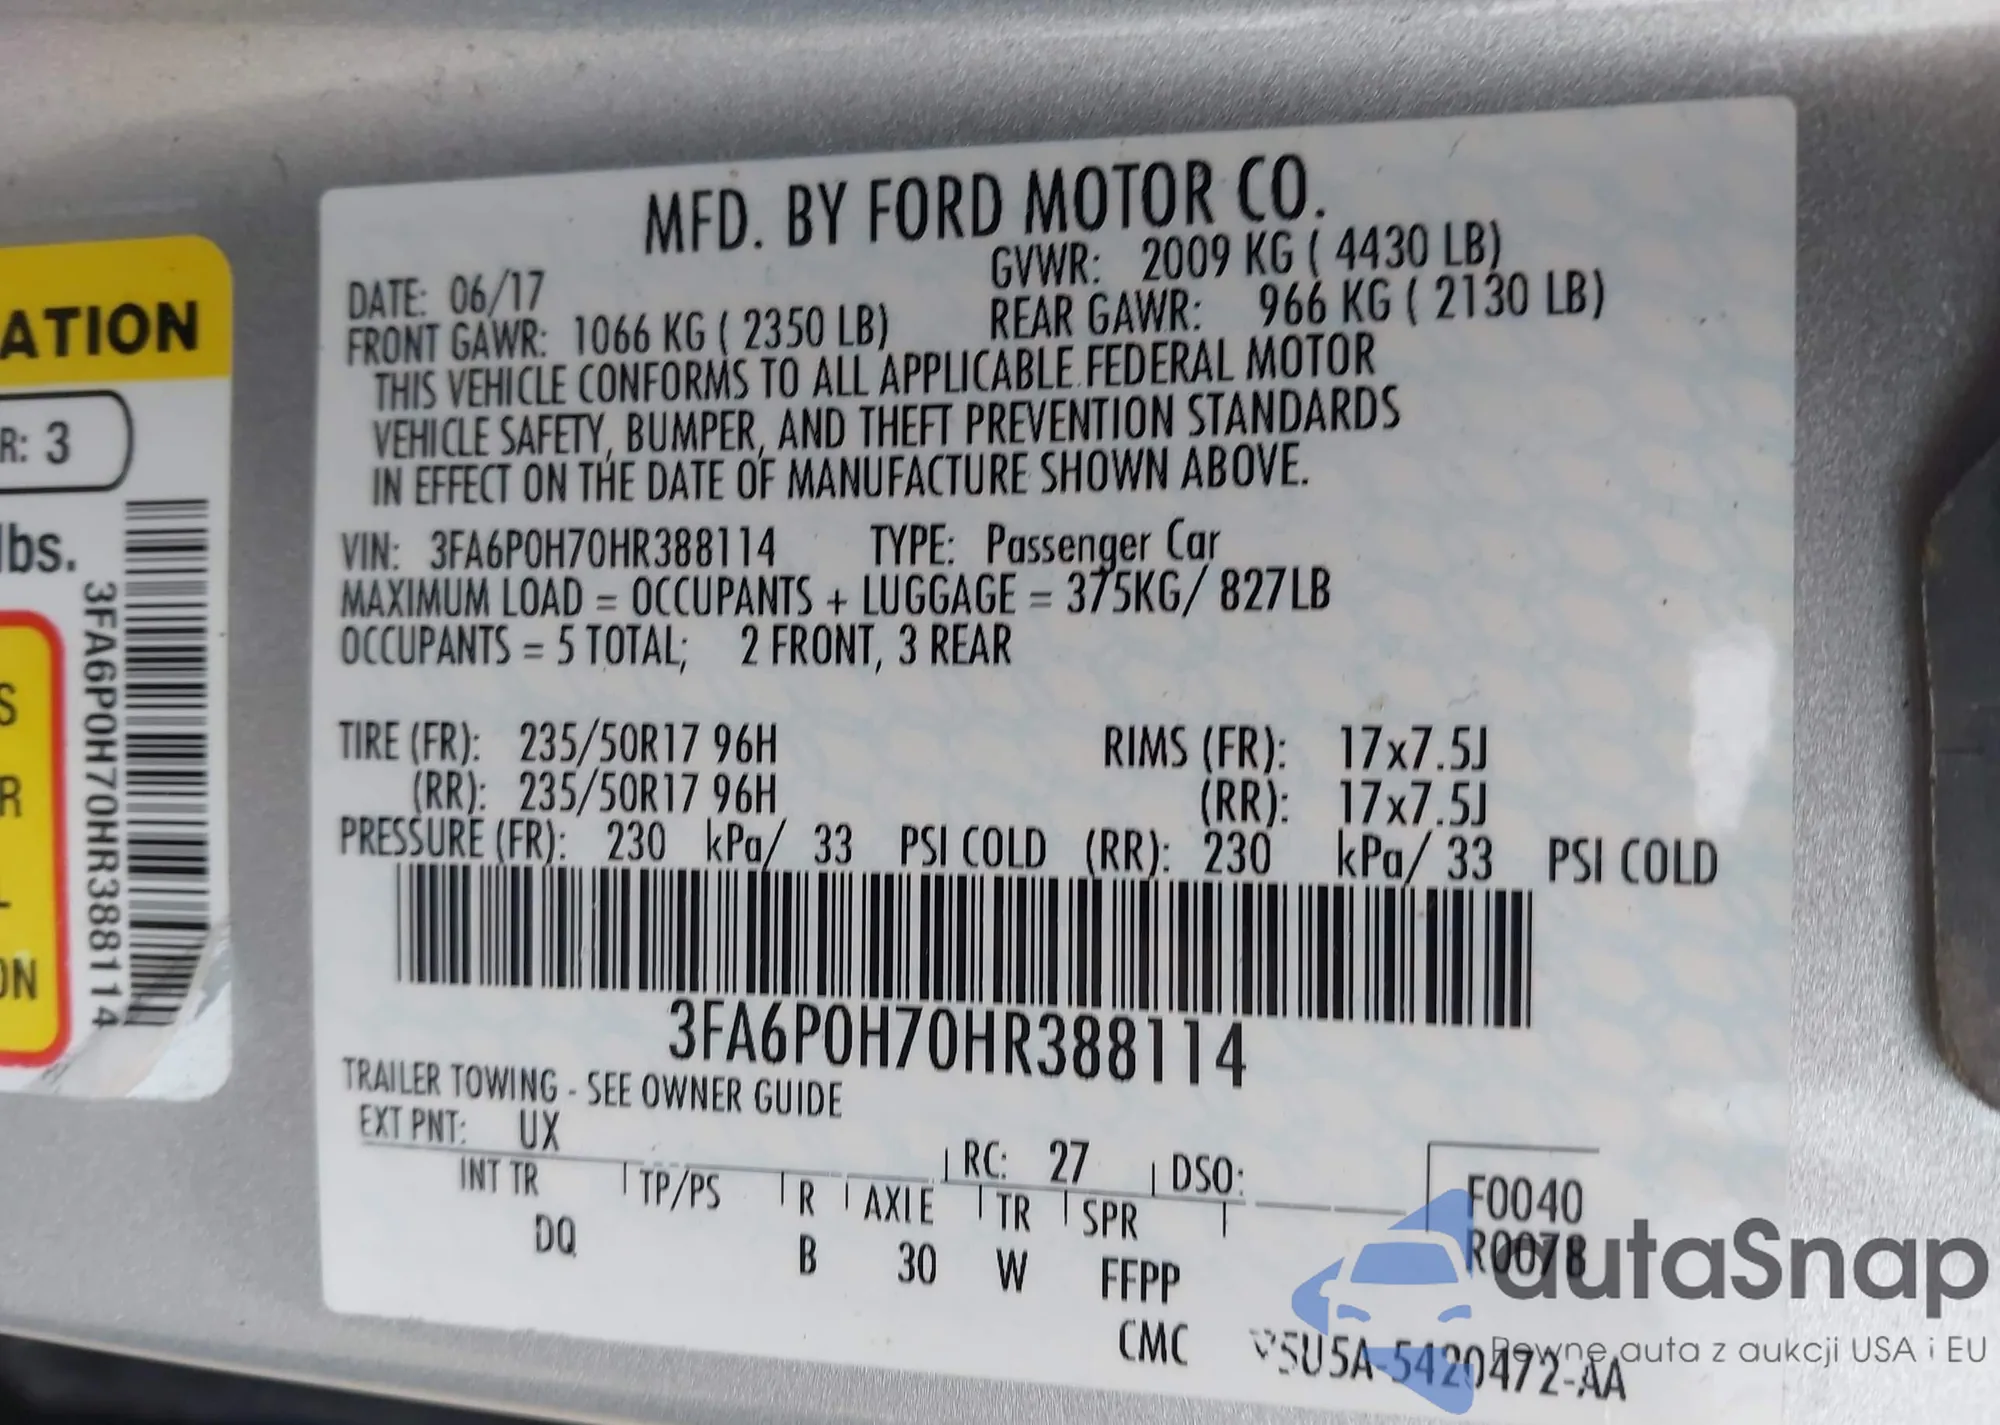 MFD. BY FORD MOTOR CO.
DATE: 06/17 GVWR: 2009 KG ( 4430 LB)
FRONT GAWR: 1066 KG ( 2350 LB) REAR GAWR: 966 KG ( 2130 LB)
THIS VEHICLE CONFORMS TO ALL APPLICABLE FEDERAL MOTOR
VEHICLE SAFETY, BUMPER, AND THEFT PREVENTION STANDARDS
IN EFFECT ON THE DATE OF MANUFACTURE SHOWN ABOVE.
VIN: 3FA6P0H70HR388114 TYPE: Passenger Car
MAXIMUM LOAD = OCCUPANTS + LUGGAGE = 375KG/ 827LB
OCCUPANTS = 5 TOTAL; 2 FRONT, 3 REAR
TIRE (FR): 235/50R17 96H RIMS (FR): 17x7.5J
(RR): 235/50R17 96H (RR): 17x7.5J
PRESSURE (FR): 230 kPa/ 33 PSI COLD (RR): 230 kPa/ 33 PSI COLD
3FA6P0H70HR388114
TRAILER TOWING - SEE OWNER GUIDE
EXT PNT: UX RC: 27 DSO:
INT TR TP/PS R AXLE TR SPR F0040
DQ B 30 W FFPP R0078
CMC 5U5A-5420472-AA
ATION
R: 3
lbs.
3FA6P0H70HR388114
S
R
L
ON
autaSnap
Pewne auta z aukcji USA i EU